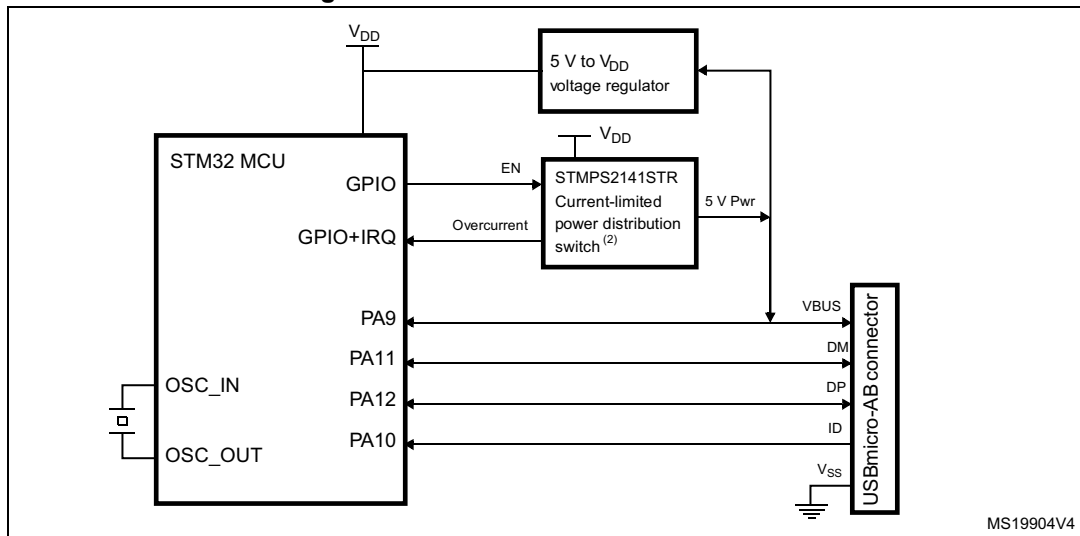 V_DD
5 V to V_DD
voltage regulator
V_DD
STM32 MCU
GPIO
EN
STMPS2141STR
Current-limited
power distribution
switch (2)
5 V Pwr
GPIO+IRQ
Overcurrent
PA9
VBUS
PA11
DM
OSC_IN
PA12
DP
PA10
ID
OSC_OUT
V_SS
USBmicro-AB connector
MS19904V4